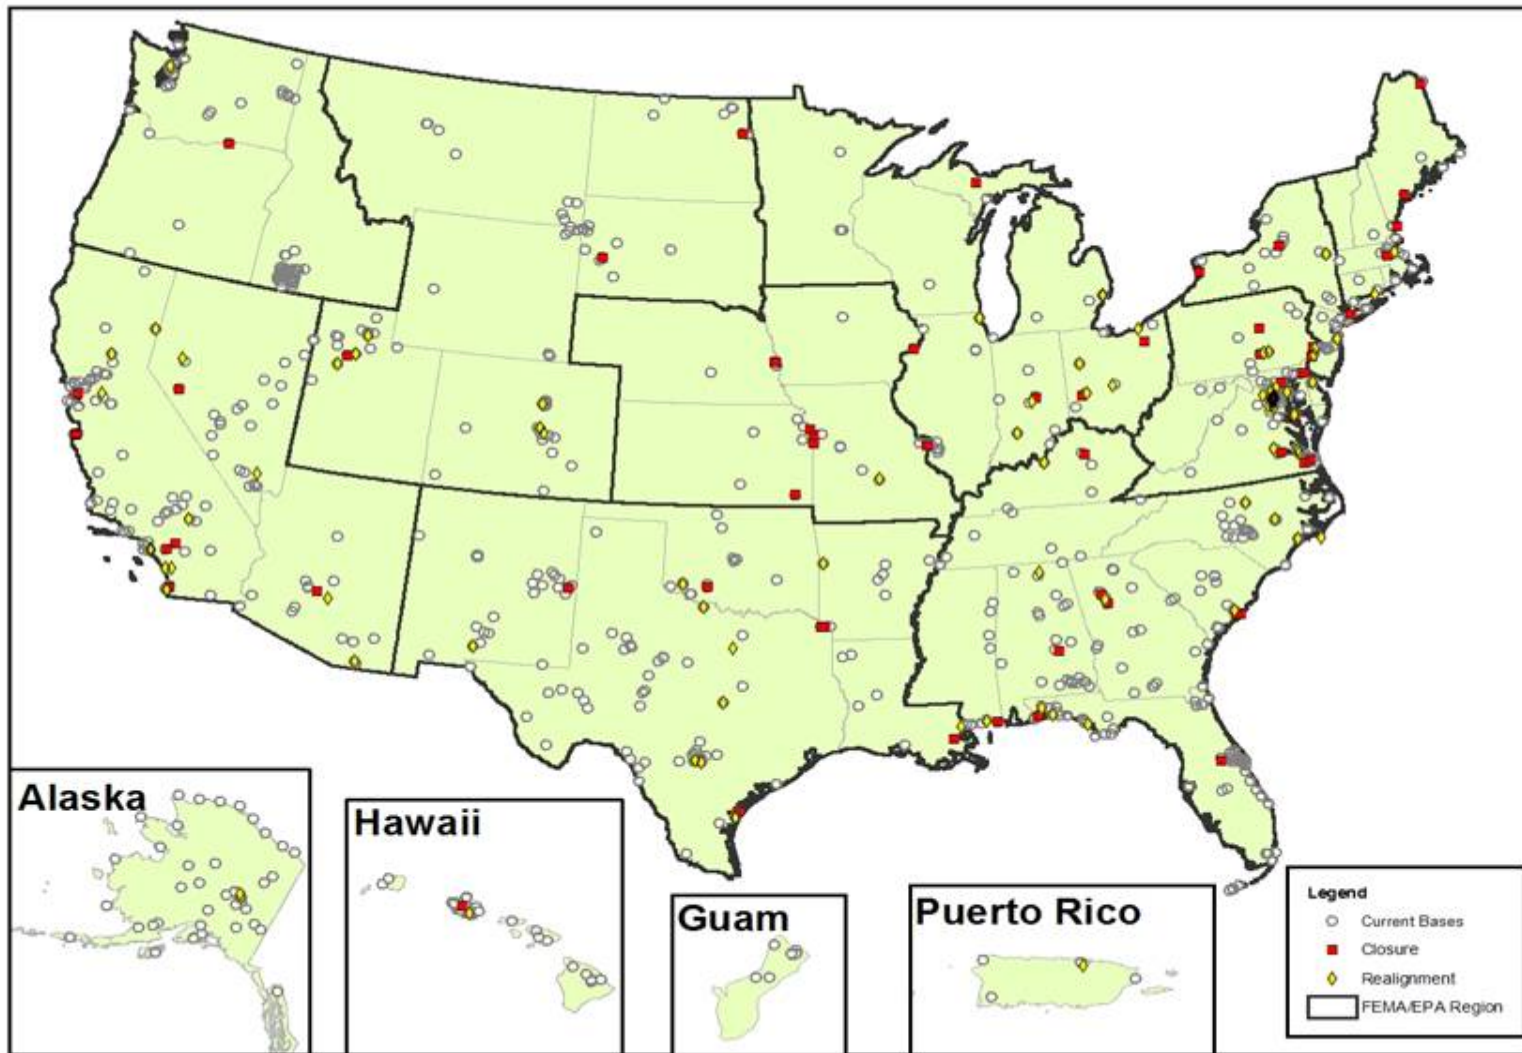 Alaska
Hawaii
Guam
Puerto Rico
Legend
Current Bases
Closure
Realignment
FEMA/EPA Region